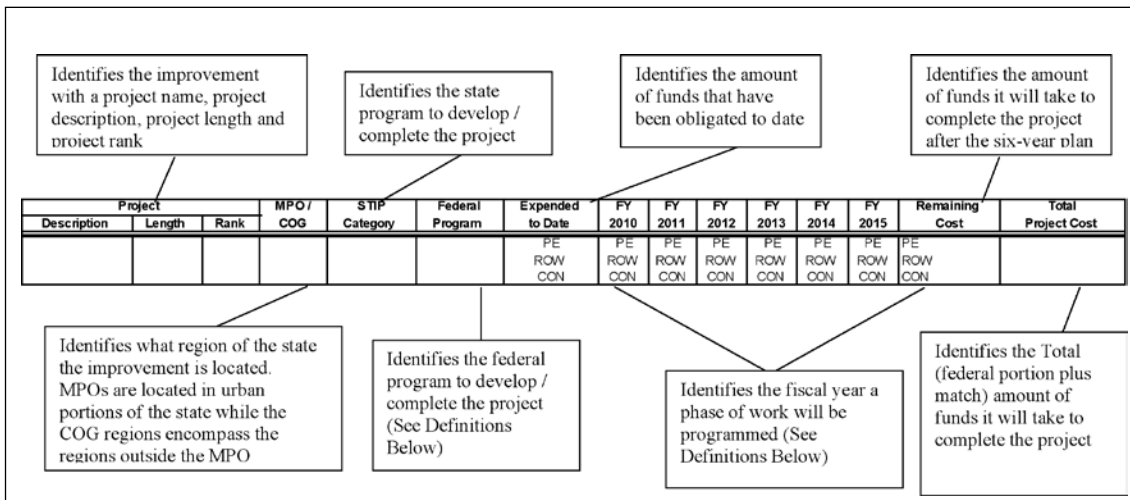 Identifies the improvement
with a project name, project
description, project length and
project rank
Identifies the state
program to develop /
complete the project
Identifies the amount
of funds that have
been obligated to date
Identifies the amount
of funds it will take to
complete the project
after the six-year plan
Project MPO / STIP Federal Expended FY FY FY FY FY FY Remaining Total
Description Length Rank COG Category Program to Date 2010 2011 2012 2013 2014 2015 Cost Project Cost
PE PE PE PE PE PE PE PE
ROW ROW ROW ROW ROW ROW ROW ROW
CON CON CON CON CON CON CON CON
Identifies what region of the state
the improvement is located.
MPOs are located in urban
portions of the state while the
COG regions encompass the
regions outside the MPO
Identifies the federal
program to develop /
complete the project
(See Definitions
Below)
Identifies the fiscal year a
phase of work will be
programmed (See
Definitions Below)
Identifies the Total
(federal portion plus
match) amount of
funds it will take to
complete the project